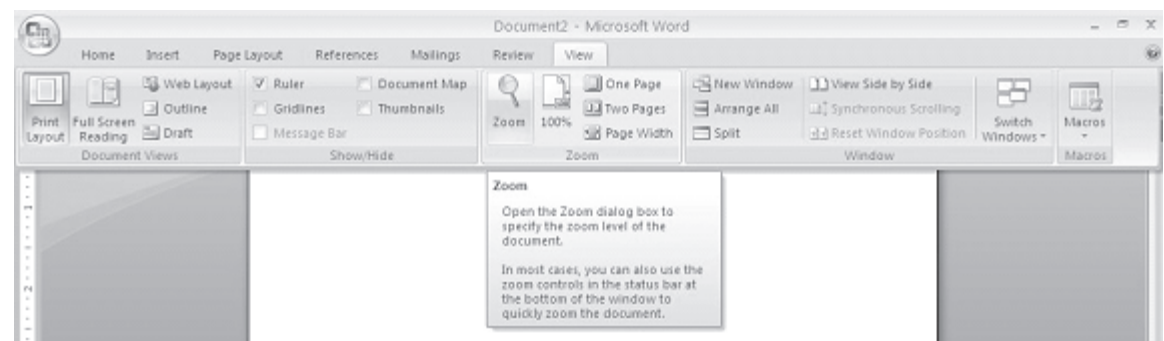 Document2 - Microsoft Word
Home Insert Page Layout References Mailings Review View
Print Layout
Full Screen Reading
Web Layout
Outline
Draft
Document Views
Ruler
Gridlines
Message Bar
Document Map
Thumbnails
Show/Hide
Zoom
100%
One Page
Two Pages
Page Width
Zoom
New Window
Arrange All
Split
View Side by Side
Synchronous Scrolling
Reset Window Position
Switch Windows
Window
Macros
Macros
Zoom
Open the Zoom dialog box to
specify the zoom level of the
document.
In most cases, you can also use the
zoom controls in the status bar at
the bottom of the window to
quickly zoom the document.
1
2